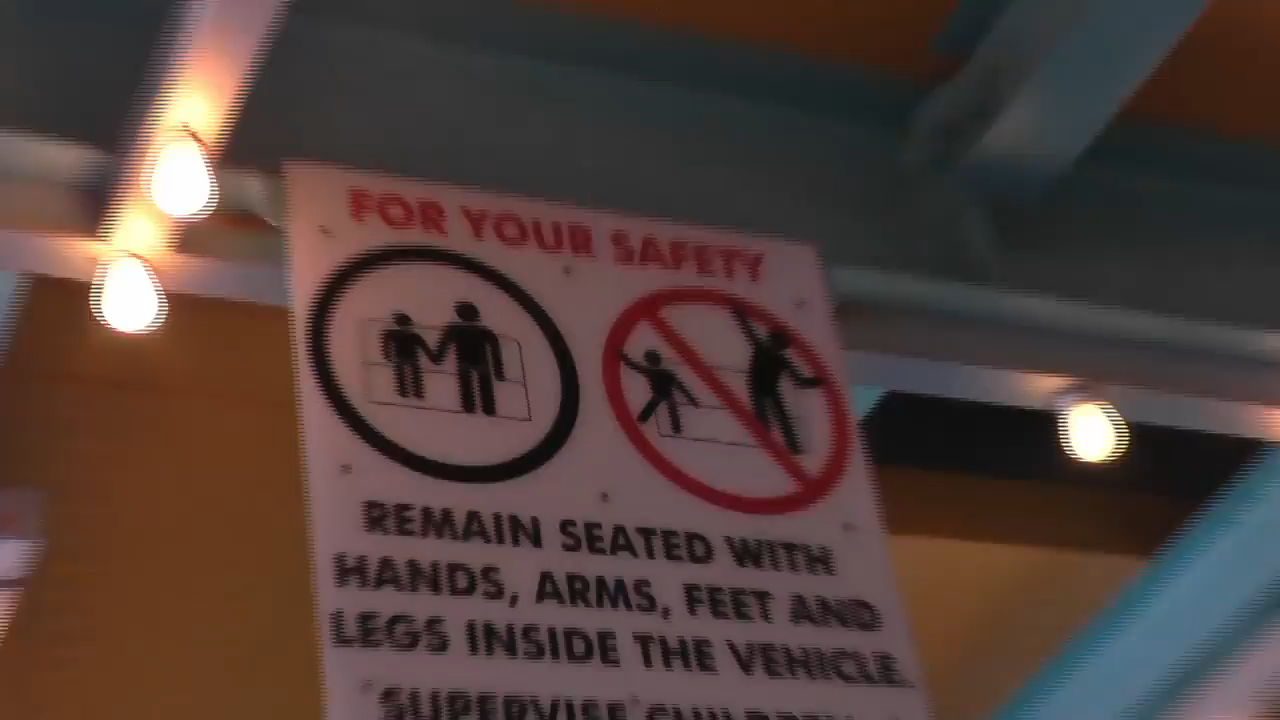 FOR YOUR SAFETY
REMAIN SEATED WITH
HANDS, ARMS, FEET AND
LEGS INSIDE THE VEHICLE.
SUPERVISE CHILDREN